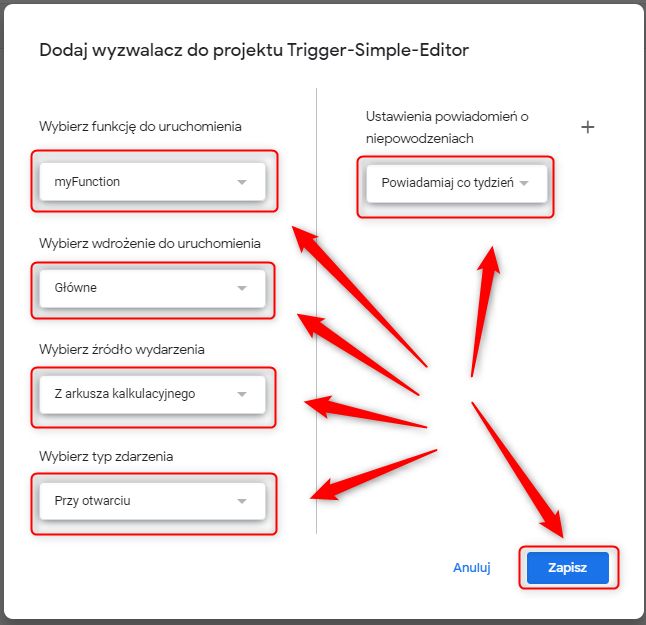 Dodaj wyzwalacz do projektu Trigger-Simple-Editor
Wybierz funkcję do uruchomienia
myFunction
Wybierz wdrożenie do uruchomienia
Główne
Wybierz źródło wydarzenia
Z arkusza kalkulacyjnego
Wybierz typ zdarzenia
Przy otwarciu
Ustawienia powiadomień o
niepowodzeniach
+
Powiadamiaj co tydzień
Anuluj
Zapisz